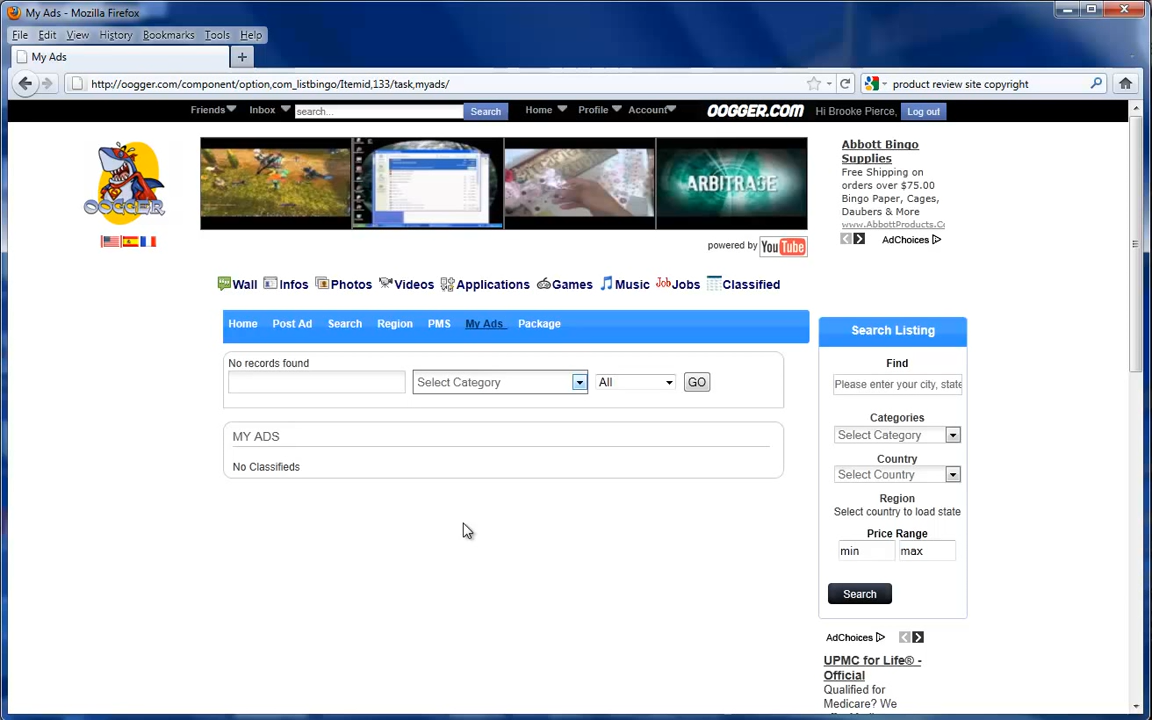 My Ads - Mozilla Firefox
File Edit View History Bookmarks Tools Help
My Ads
http://oogger.com/component/option,com_listbingo/Itemid,133/task,myads/
product review site copyright
Friends Inbox search... Search Home Profile Account OOGGER.COM Hi Brooke Pierce, Log out
OOGGER
ARBITRAGE
powered by YouTube
Abbott Bingo
Supplies
Free Shipping on
orders over $75.00
Bingo Paper, Cages,
Daubers & More
www.AbbottProducts.Co
AdChoices
Wall Infos Photos Videos Applications Games Job Music Jobs Classified
Home Post Ad Search Region PMS My Ads Package
No records found
Select Category All GO
MY ADS
No Classifieds
Search Listing
Find
Please enter your city, state
Categories
Select Category
Country
Select Country
Region
Select country to load state
Price Range
min max
Search
AdChoices
UPMC for Life® -
Official
Qualified for
Medicare? We